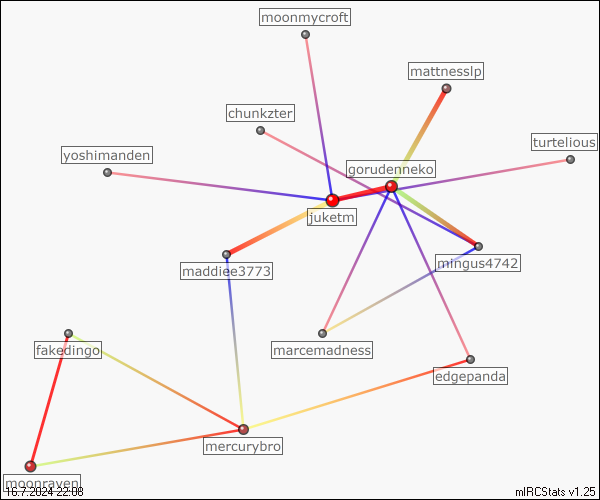 moonmycroft
mattnesslp
chunkzter
turtelious
yoshimanden
gorudenneko
juketm
mingus4742
maddiee3773
fakedingo
marcemadness
edgepanda
mercurybro
moonraven
16.7.2024 22:08
mIRCStats v1.25